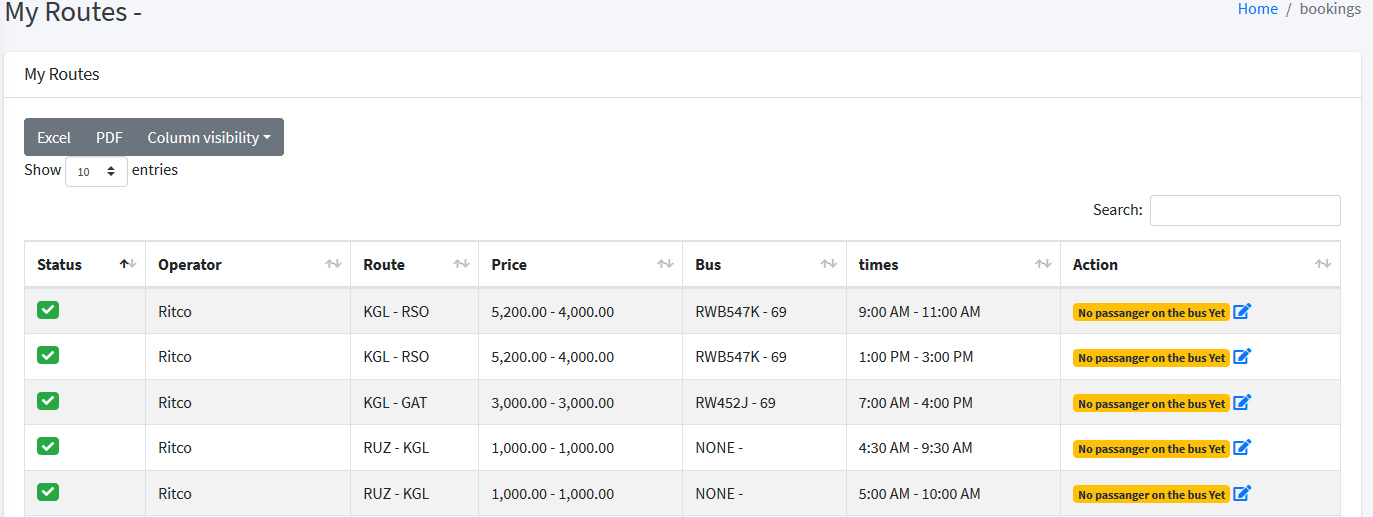 My Routes -
Home / bookings
My Routes
Excel PDF Column visibility
Show 10 entries
Search:
Status Operator Route Price Bus times Action
Ritco KGL - RSO 5,200.00 - 4,000.00 RWB547K - 69 9:00 AM - 11:00 AM No passanger on the bus Yet
Ritco KGL - RSO 5,200.00 - 4,000.00 RWB547K - 69 1:00 PM - 3:00 PM No passanger on the bus Yet
Ritco KGL - GAT 3,000.00 - 3,000.00 RW452J - 69 7:00 AM - 4:00 PM No passanger on the bus Yet
Ritco RUZ - KGL 1,000.00 - 1,000.00 NONE - 4:30 AM - 9:30 AM No passanger on the bus Yet
Ritco RUZ - KGL 1,000.00 - 1,000.00 NONE - 5:00 AM - 10:00 AM No passanger on the bus Yet